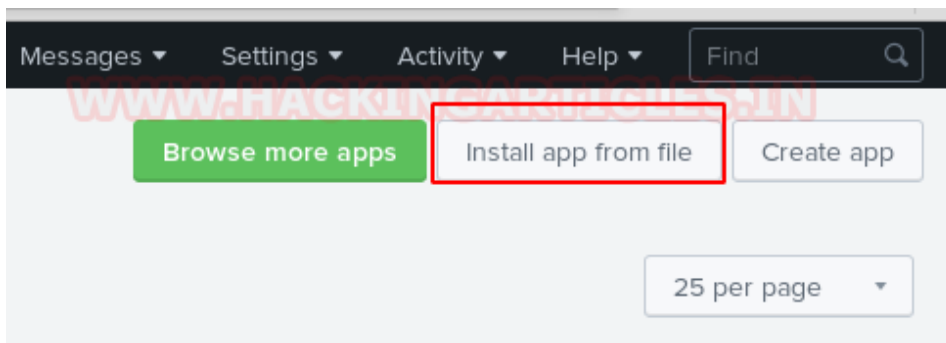 Messages Settings Activity Help Find
WWW.HACKINGARTICLES.IN
Browse more apps Install app from file Create app
25 per page